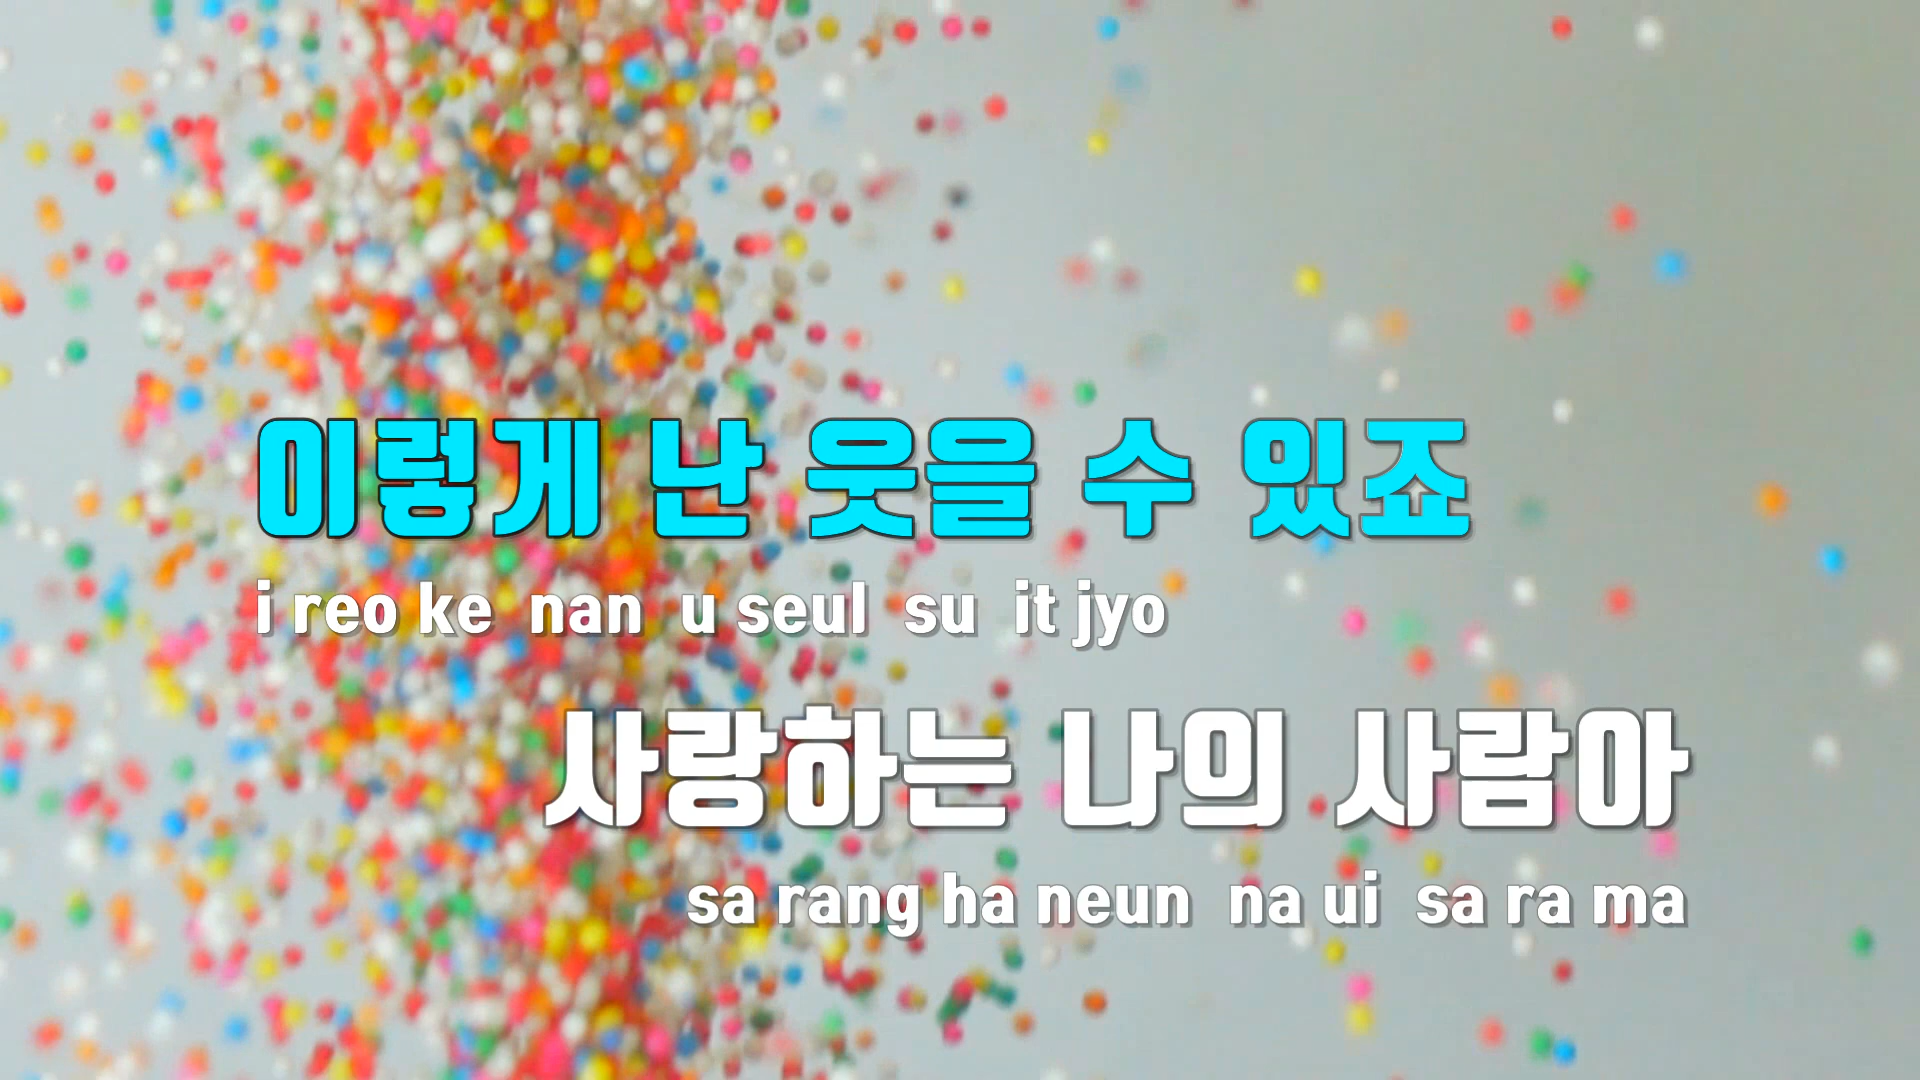 이렇게 난 웃을 수 있죠
i reo ke nan u seul su it jyo
사랑하는 나의 사람아
sa rang ha neun na ui sa ra ma